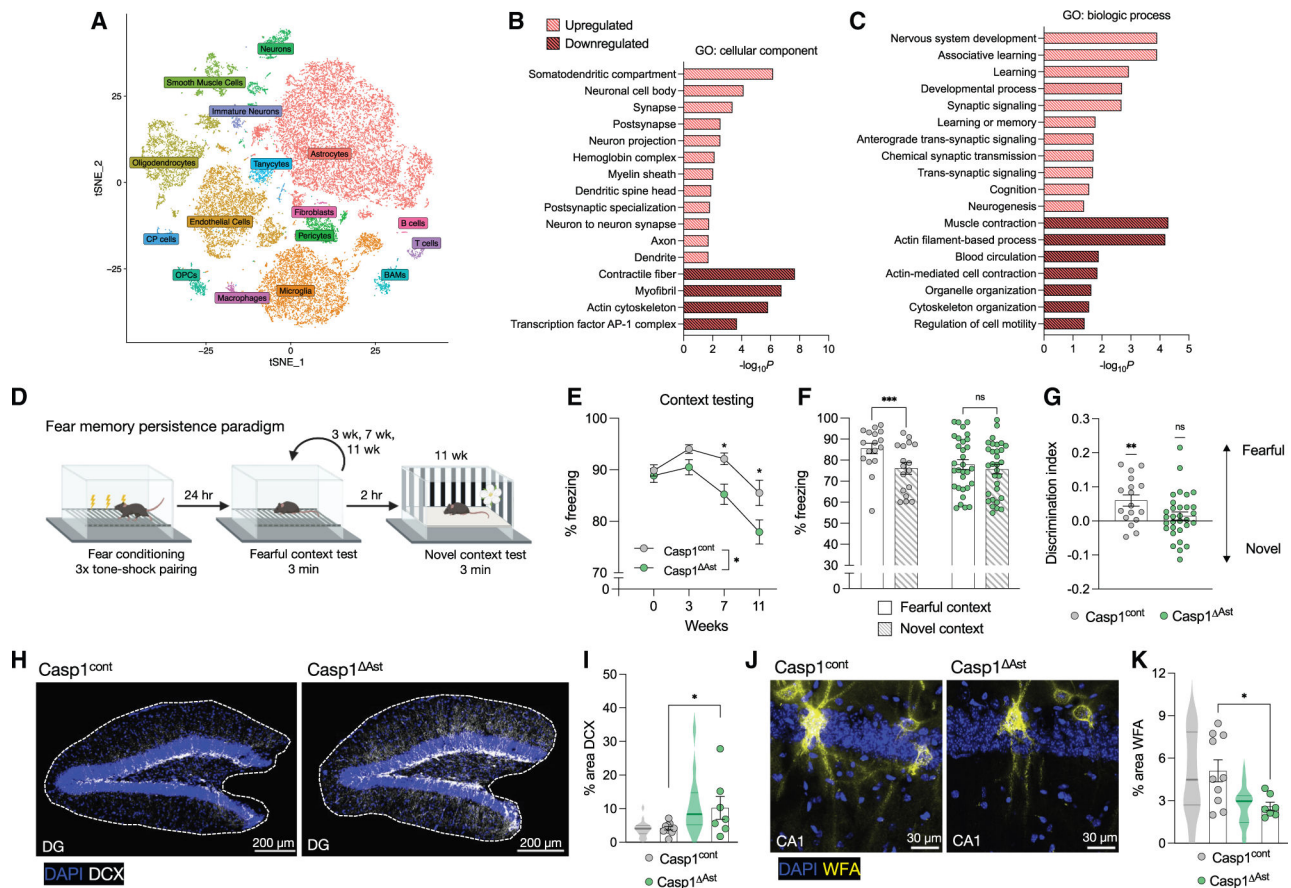 A
Neurons
Smooth Muscle Cells
Immature Neurons
Oligodendrocytes
Tanycytes
Astrocytes
Endothelial Cells
Fibroblasts
Pericytes
B cells
T cells
CP cells
OPCs
Macrophages
Microglia
BAMs
tSNE_2
25
0
−25
−25
0
25
tSNE_1
B
Upregulated
Downregulated
GO: cellular component
Somatodendritic compartment
Neuronal cell body
Synapse
Postsynapse
Neuron projection
Hemoglobin complex
Myelin sheath
Dendritic spine head
Postsynaptic specialization
Neuron to neuron synapse
Axon
Dendrite
Contractile fiber
Myofibril
Actin cytoskeleton
Transcription factor AP-1 complex
0 2 4 6 8 10
-log10P
C
GO: biologic process
Nervous system development
Associative learning
Learning
Developmental process
Synaptic signaling
Learning or memory
Anterograde trans-synaptic signaling
Chemical synaptic transmission
Trans-synaptic signaling
Cognition
Neurogenesis
Muscle contraction
Actin filament-based process
Blood circulation
Actin-mediated cell contraction
Organelle organization
Cytoskeleton organization
Regulation of cell motility
0 1 2 3 4 5
-log10P
D
Fear memory persistence paradigm
3 wk, 7 wk,
11 wk
11 wk
24 hr
2 hr
Fear conditioning
3x tone-shock pairing
Fearful context test
3 min
Novel context test
3 min
E
Context testing
% freezing
100
90
80
70
0
* *
Casp1cont
Casp1ΔAst
*
0 3 7 11
Weeks
F
% freezing
100
90
80
70
60
50
40
30
0
***
ns
Fearful context
Novel context
G
Discrimination index
0.3
0.2
0.1
0.0
-0.1
-0.2
**
ns
Fearful
Novel
Casp1cont
Casp1ΔAst
H
Casp1cont
Casp1ΔAst
DG
200 µm
DG
200 µm
DAPI DCX
I
% area DCX
50
40
30
20
10
0
*
Casp1cont
Casp1ΔAst
J
Casp1cont
Casp1ΔAst
CA1
30 µm
CA1
30 µm
DAPI WFA
K
% area WFA
12
9
6
3
0
*
Casp1cont
Casp1ΔAst